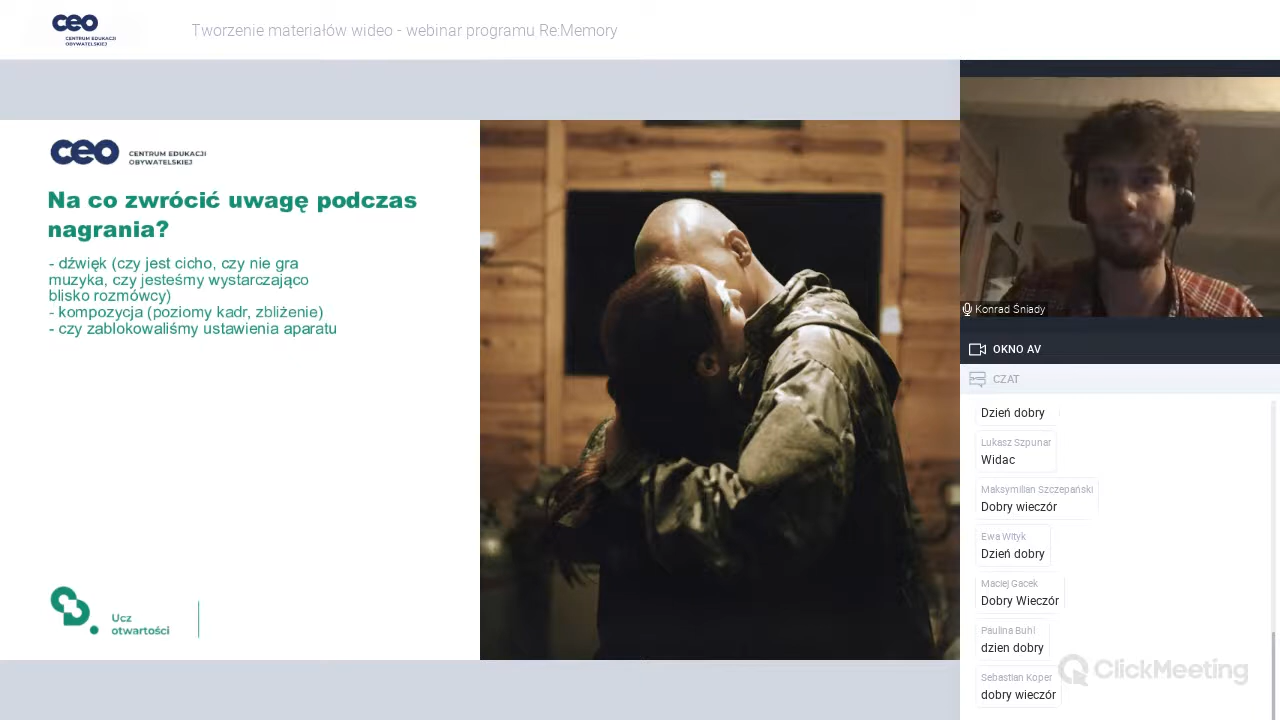 ceo
CENTRUM EDUKACJI
OBYWATELSKIEJ
Tworzenie materiałów wideo - webinar programu Re:Memory
ceo
CENTRUM EDUKACJI
OBYWATELSKIEJ
Na co zwrócić uwagę podczas
nagrania?
- dźwięk (czy jest cicho, czy nie gra
muzyka, czy jesteśmy wystarczająco
blisko rozmówcy)
- kompozycja (poziomy kadr, zbliżenie)
- czy zablokowaliśmy ustawienia aparatu
Ucz
otwartości
Konrad Śniady
OKNO AV
CZAT
Dzień dobry
Lukasz Szpunar
Widac
Maksymilian Szczepański
Dobry wieczór
Ewa Wityk
Dzień dobry
Maciej Gacek
Dobry Wieczór
Paulina Buhl
dzien dobry
Sebastian Koper
dobry wieczór
ClickMeeting